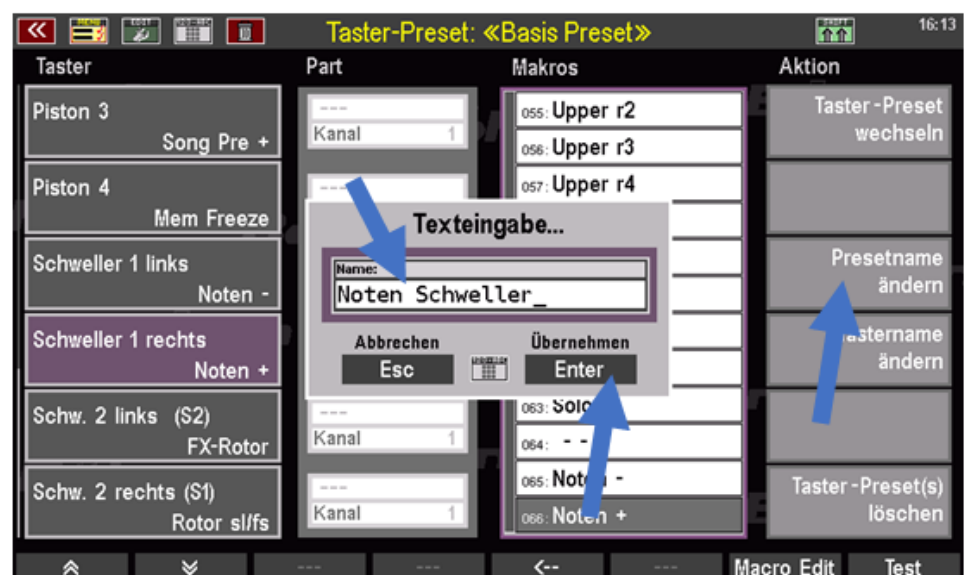 MENU
EDIT
Taster-Preset: «Basis Preset»
SHIFT
16:13
Taster
Part
Makros
Aktion
Piston 3
Song Pre +
Piston 4
Mem Freeze
Schweller 1 links
Noten -
Schweller 1 rechts
Noten +
Schw. 2 links (S2)
FX-Rotor
Schw. 2 rechts (S1)
Rotor sl/fs
---
Kanal 1
---
---
Kanal 1
---
Kanal 1
055: Upper r2
056: Upper r3
057: Upper r4
063: Solo
064: - -
065: Noten -
066: Noten +
Texteingabe...
Name:
Noten Schweller_
Abbrechen
Esc
Übernehmen
Enter
Taster-Preset
wechseln
Presetname
ändern
ändern
Taster-Preset(s)
löschen
---
---
<--
---
Macro Edit
Test